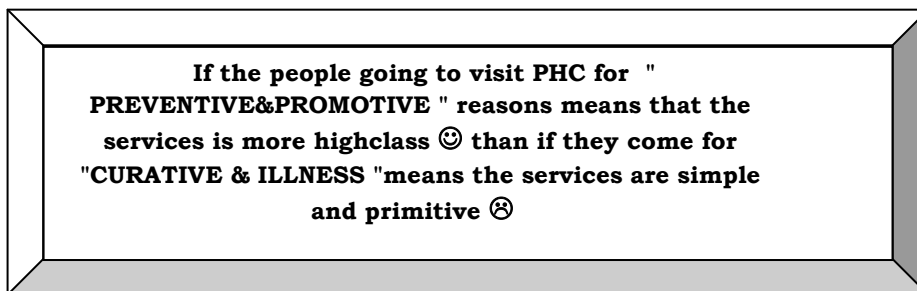 If the people going to visit PHC for "
PREVENTIVE&PROMOTIVE " reasons means that the
services is more highclass ☺ than if they come for
"CURATIVE & ILLNESS "means the services are simple
and primitive ☹